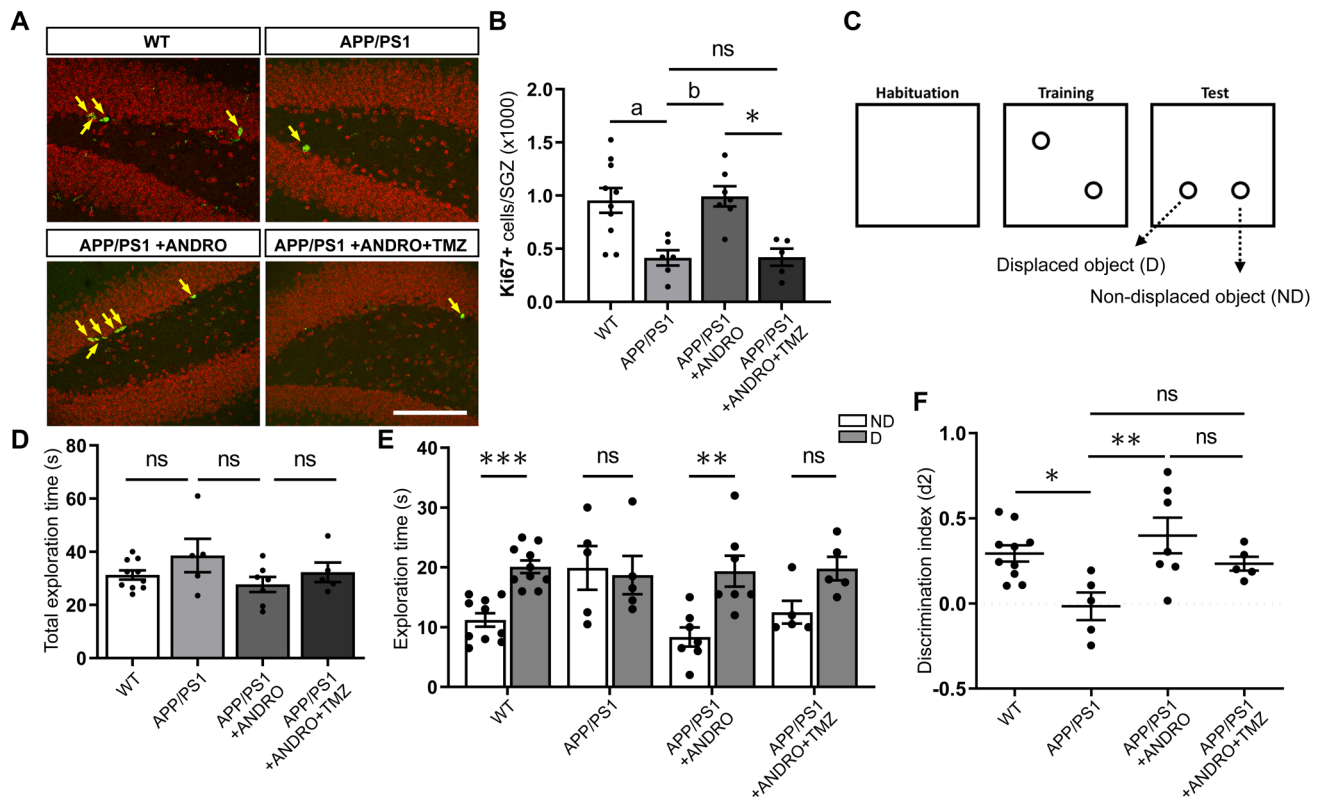 A
WT
APP/PS1
APP/PS1 +ANDRO
APP/PS1 +ANDRO+TMZ
B
ns
b
a
*
Ki67+ cells/SGZ (x1000)
2.0
1.5
1.0
0.5
0.0
WT
APP/PS1
APP/PS1
+ANDRO
APP/PS1
+ANDRO+TMZ
C
Habituation
Training
Test
Displaced object (D)
Non-displaced object (ND)
D
Total exploration time (s)
80
60
40
20
0
ns
ns
ns
WT
APP/PS1
APP/PS1
+ANDRO
APP/PS1
+ANDRO+TMZ
E
ND
D
Exploration time (s)
40
30
20
10
0
***
ns
**
ns
WT
APP/PS1
APP/PS1
+ANDRO
APP/PS1
+ANDRO+TMZ
F
Discrimination index (d2)
1.0
0.5
0.0
-0.5
ns
**
ns
*
WT
APP/PS1
APP/PS1
+ANDRO
APP/PS1
+ANDRO+TMZ